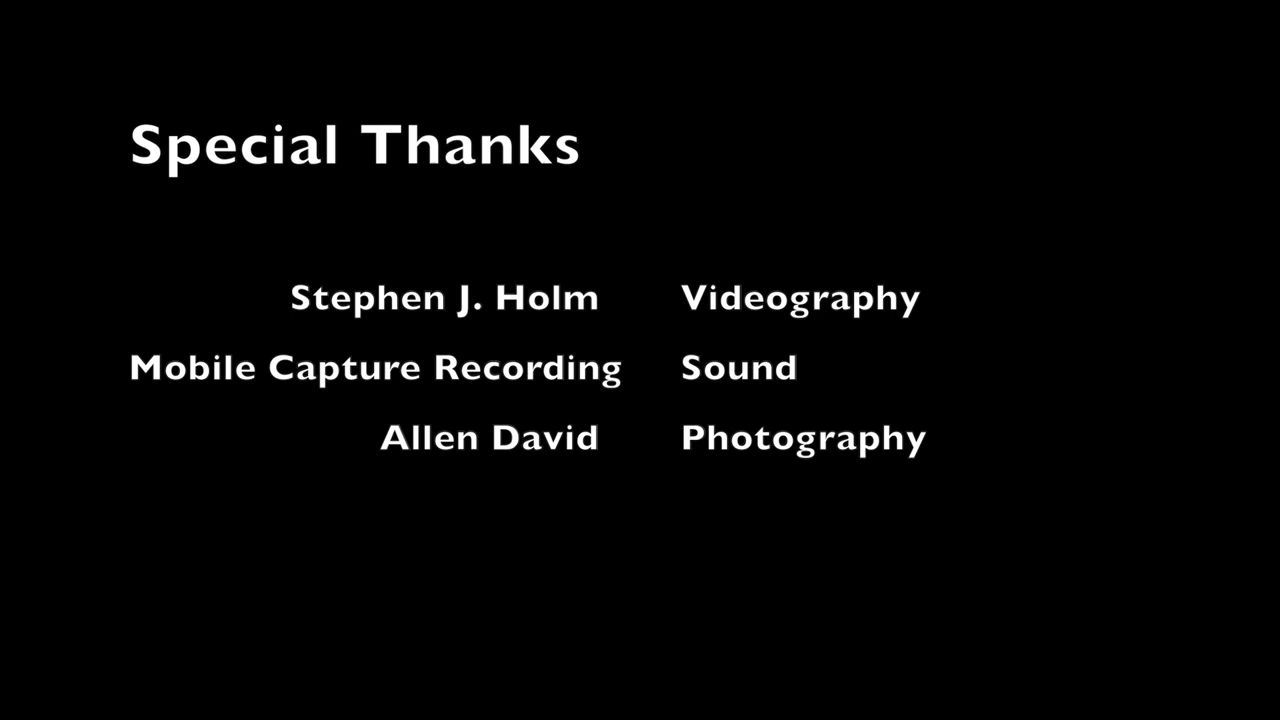 Special Thanks
Stephen J. Holm Videography
Mobile Capture Recording Sound
Allen David Photography